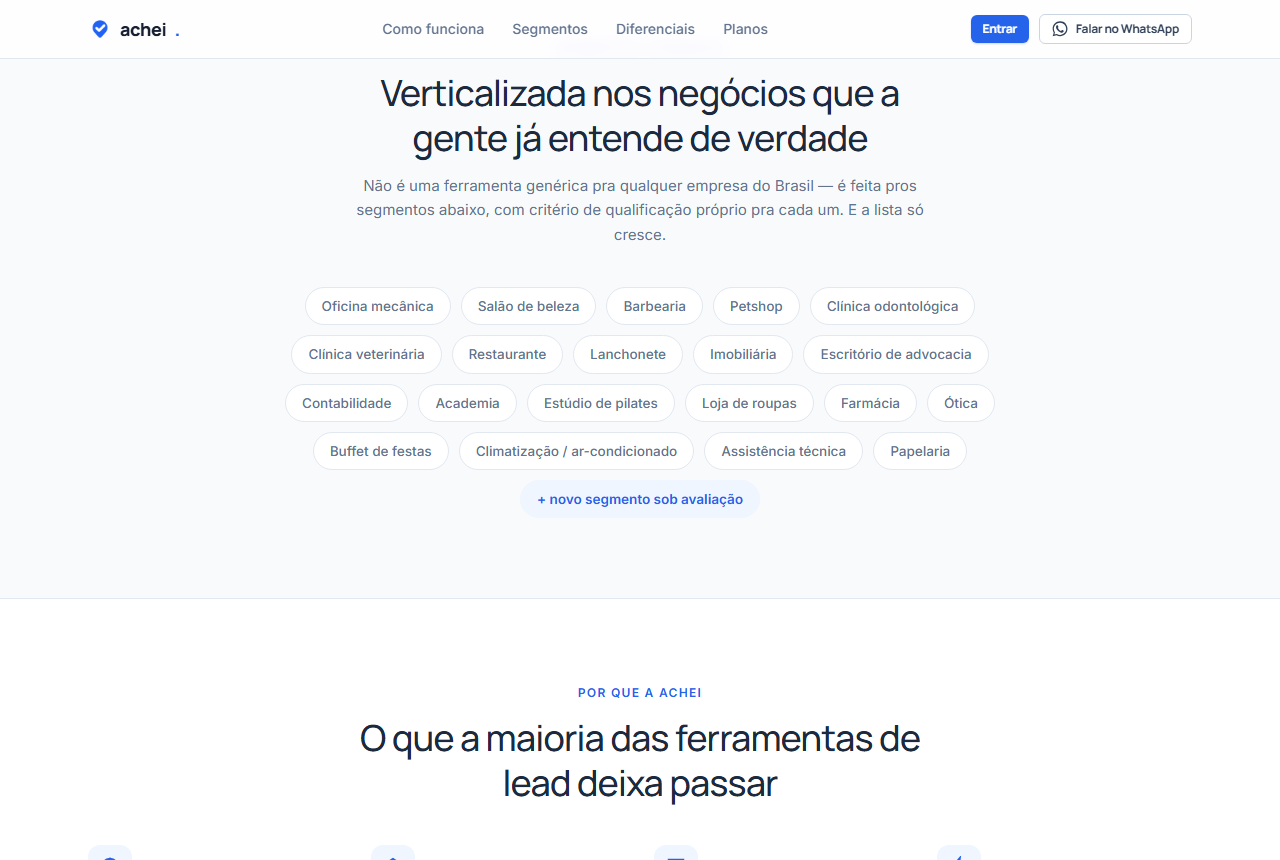 achei .
Como funciona
Segmentos
Diferenciais
Planos
Entrar
Falar no WhatsApp
Verticalizada nos negócios que a
gente já entende de verdade
Não é uma ferramenta genérica pra qualquer empresa do Brasil — é feita pros
segmentos abaixo, com critério de qualificação próprio pra cada um. E a lista só
cresce.
Oficina mecânica
Salão de beleza
Barbearia
Petshop
Clínica odontológica
Clínica veterinária
Restaurante
Lanchonete
Imobiliária
Escritório de advocacia
Contabilidade
Academia
Estúdio de pilates
Loja de roupas
Farmácia
Ótica
Buffet de festas
Climatização / ar-condicionado
Assistência técnica
Papelaria
+ novo segmento sob avaliação
POR QUE A ACHEI
O que a maioria das ferramentas de
lead deixa passar